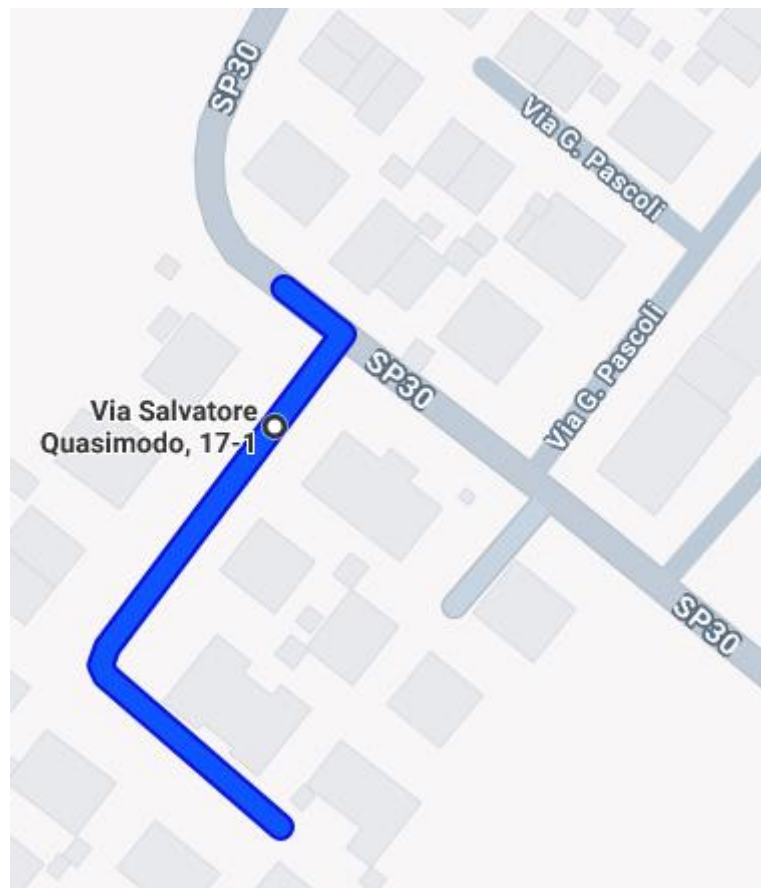 SP30
Via G. Pascoli
Via Salvatore
Quasimodo, 17-1
SP30
Via G. Pascoli
SP30